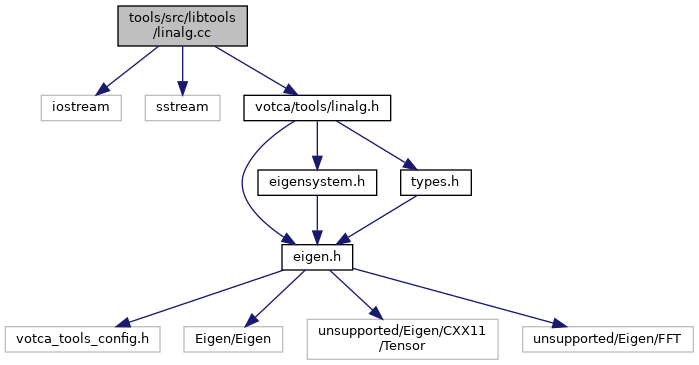 tools/src/libtools
/linalg.cc
iostream
sstream
votca/tools/linalg.h
eigensystem.h
types.h
eigen.h
votca_tools_config.h
Eigen/Eigen
unsupported/Eigen/CXX11
/Tensor
unsupported/Eigen/FFT